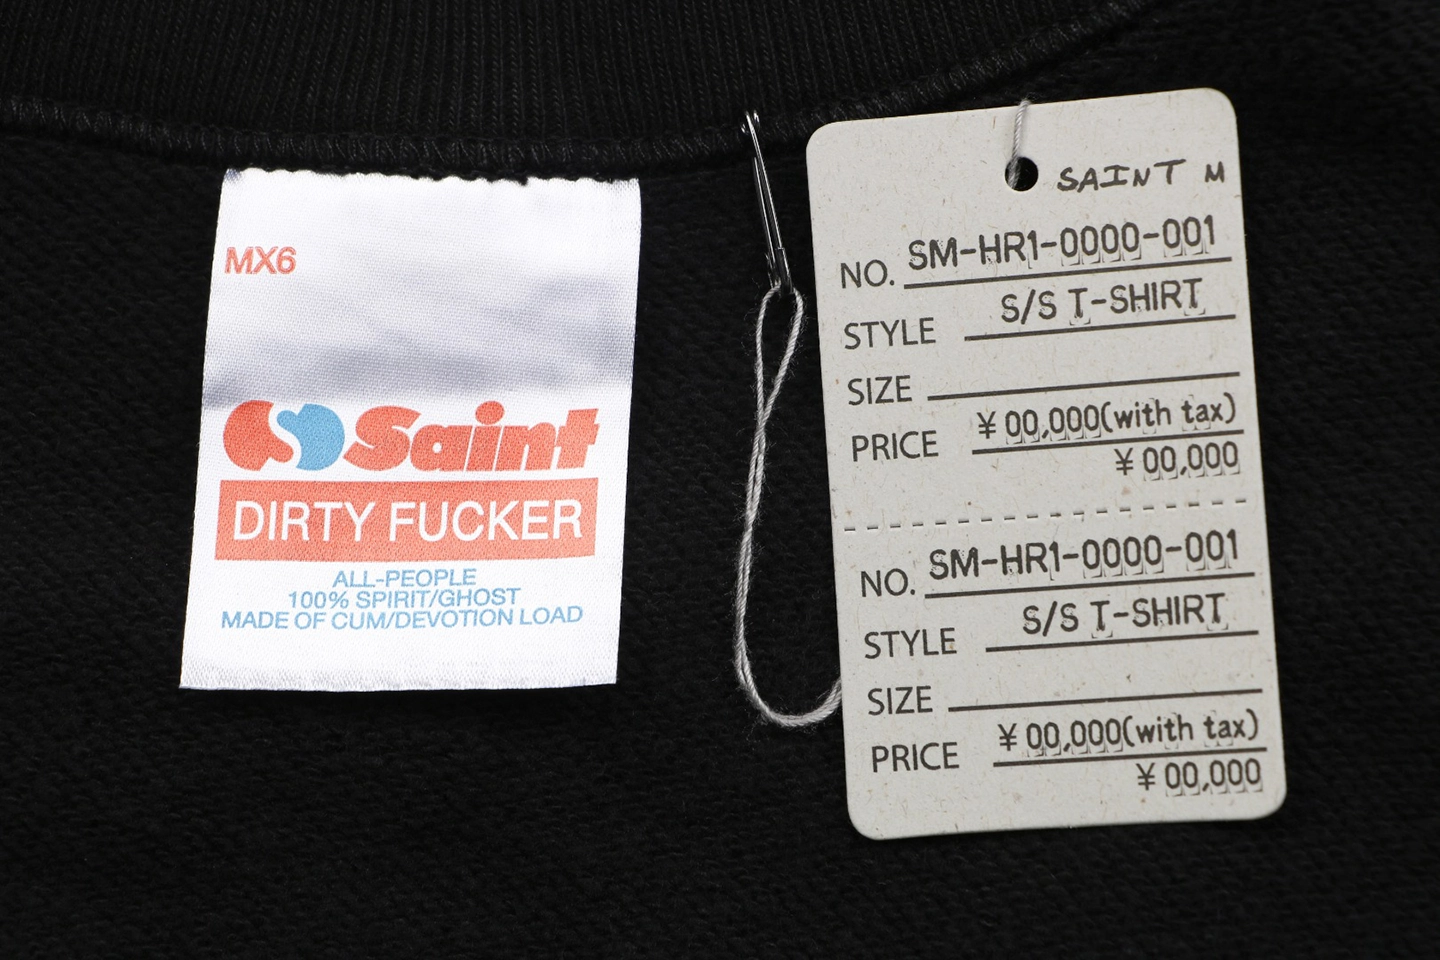 MX6
Saint
DIRTY FUCKER
ALL-PEOPLE
100% SPIRIT/GHOST
MADE OF CUM/DEVOTION LOAD
SAINT M
NO. SM-HR1-0000-001
STYLE S/S T-SHIRT
SIZE
PRICE ¥ 00,000(with tax)
¥ 00,000
NO. SM-HR1-0000-001
STYLE S/S T-SHIRT
SIZE
PRICE ¥ 00,000(with tax)
¥ 00,000